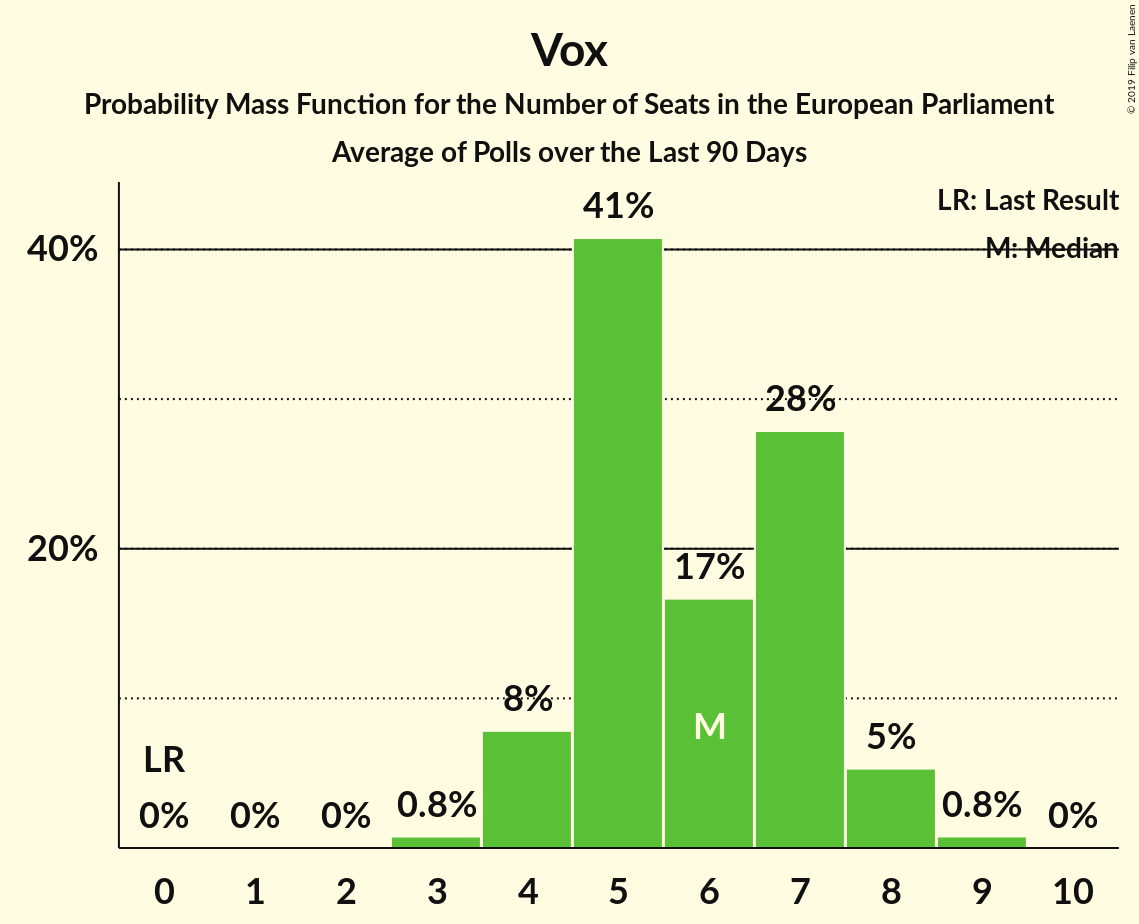 Vox
Probability Mass Function for the Number of Seats in the European Parliament
Average of Polls over the Last 90 Days
© 2019 Filip van Laenen
LR: Last Result
M: Median
40%
20%
41%
28%
17%
8%
M
5%
LR
0%
0%
0%
0.8%
0.8%
0%
0 1 2 3 4 5 6 7 8 9 10